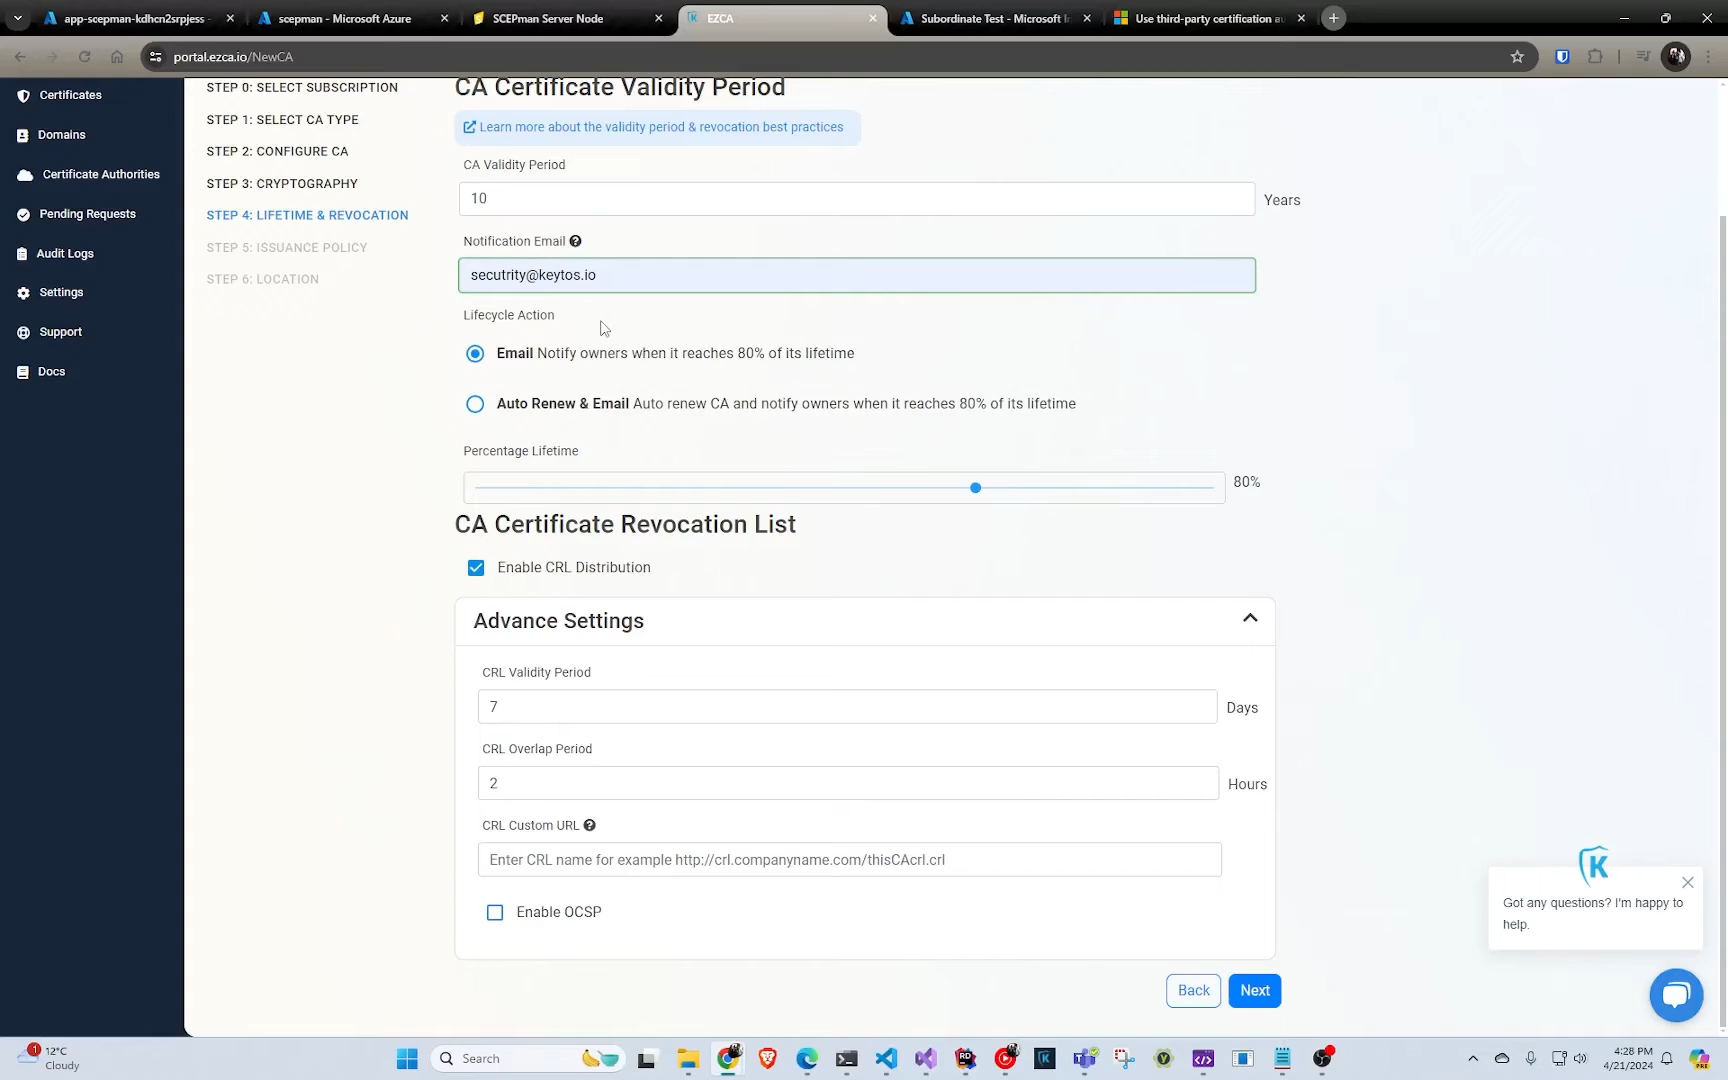 app-scepman-kdhcn2srpjess -
scepman - Microsoft Azure
SCEPman Server Node
EZCA
Subordinate Test - Microsoft In
Use third-party certification au
portal.ezca.io/NewCA
Certificates
Domains
Certificate Authorities
Pending Requests
Audit Logs
Settings
Support
Docs
STEP 0: SELECT SUBSCRIPTION
STEP 1: SELECT CA TYPE
STEP 2: CONFIGURE CA
STEP 3: CRYPTOGRAPHY
STEP 4: LIFETIME & REVOCATION
STEP 5: ISSUANCE POLICY
STEP 6: LOCATION
CA Certificate Validity Period
Learn more about the validity period & revocation best practices
CA Validity Period
10 Years
Notification Email
secutrity@keytos.io
Lifecycle Action
Email Notify owners when it reaches 80% of its lifetime
Auto Renew & Email Auto renew CA and notify owners when it reaches 80% of its lifetime
Percentage Lifetime
80%
CA Certificate Revocation List
Enable CRL Distribution
Advance Settings
CRL Validity Period
7 Days
CRL Overlap Period
2 Hours
CRL Custom URL
Enter CRL name for example http://crl.companyname.com/thisCAcrl.crl
Enable OCSP
Back Next
K
Got any questions? I'm happy to
help.
1 12°C
Cloudy
Search
4:28 PM
4/21/2024